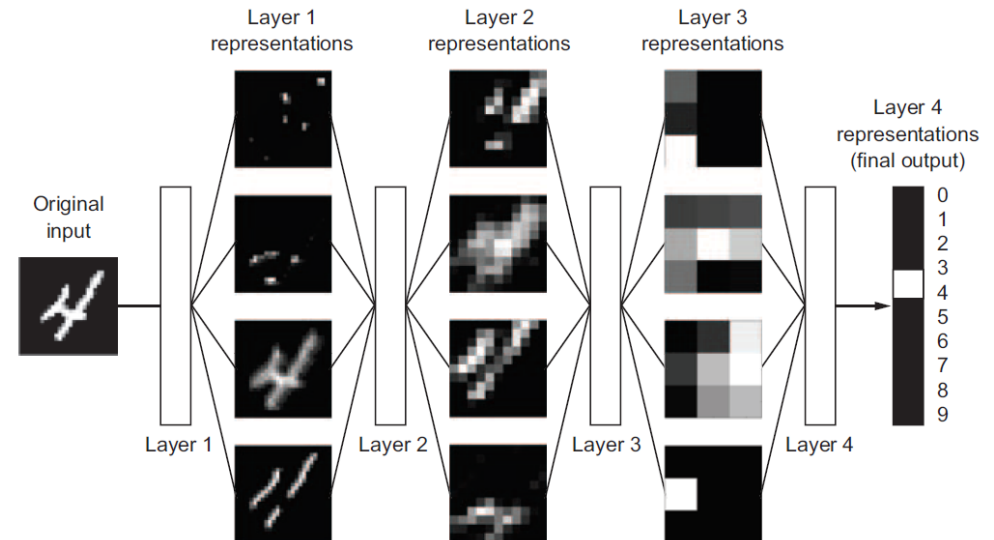 Layer 1
representations
Layer 2
representations
Layer 3
representations
Layer 4
representations
(final output)
Original
input
0
1
2
3
4
5
6
7
8
9
Layer 1
Layer 2
Layer 3
Layer 4